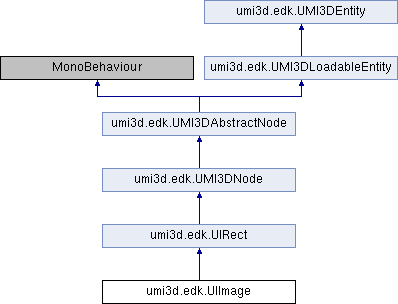 umi3d.edk.UMI3DEntity
MonoBehaviour
umi3d.edk.UMI3DLoadableEntity
umi3d.edk.UMI3DAbstractNode
umi3d.edk.UMI3DNode
umi3d.edk.UIRect
umi3d.edk.UIImage